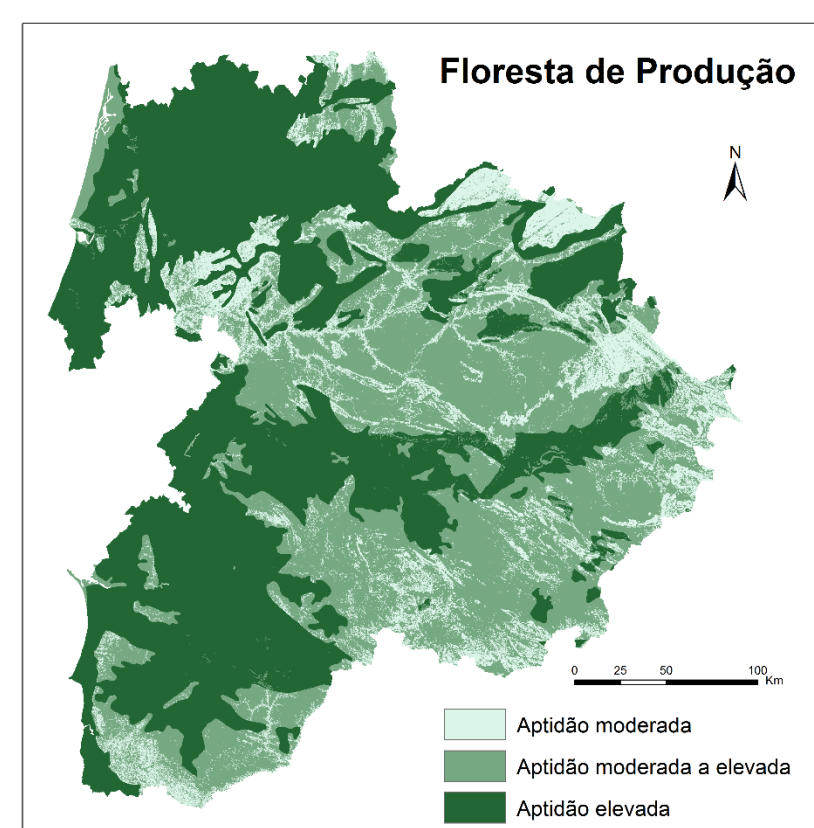 Floresta de Produção
N
0 25 50 100
Km
Aptidão moderada
Aptidão moderada a elevada
Aptidão elevada